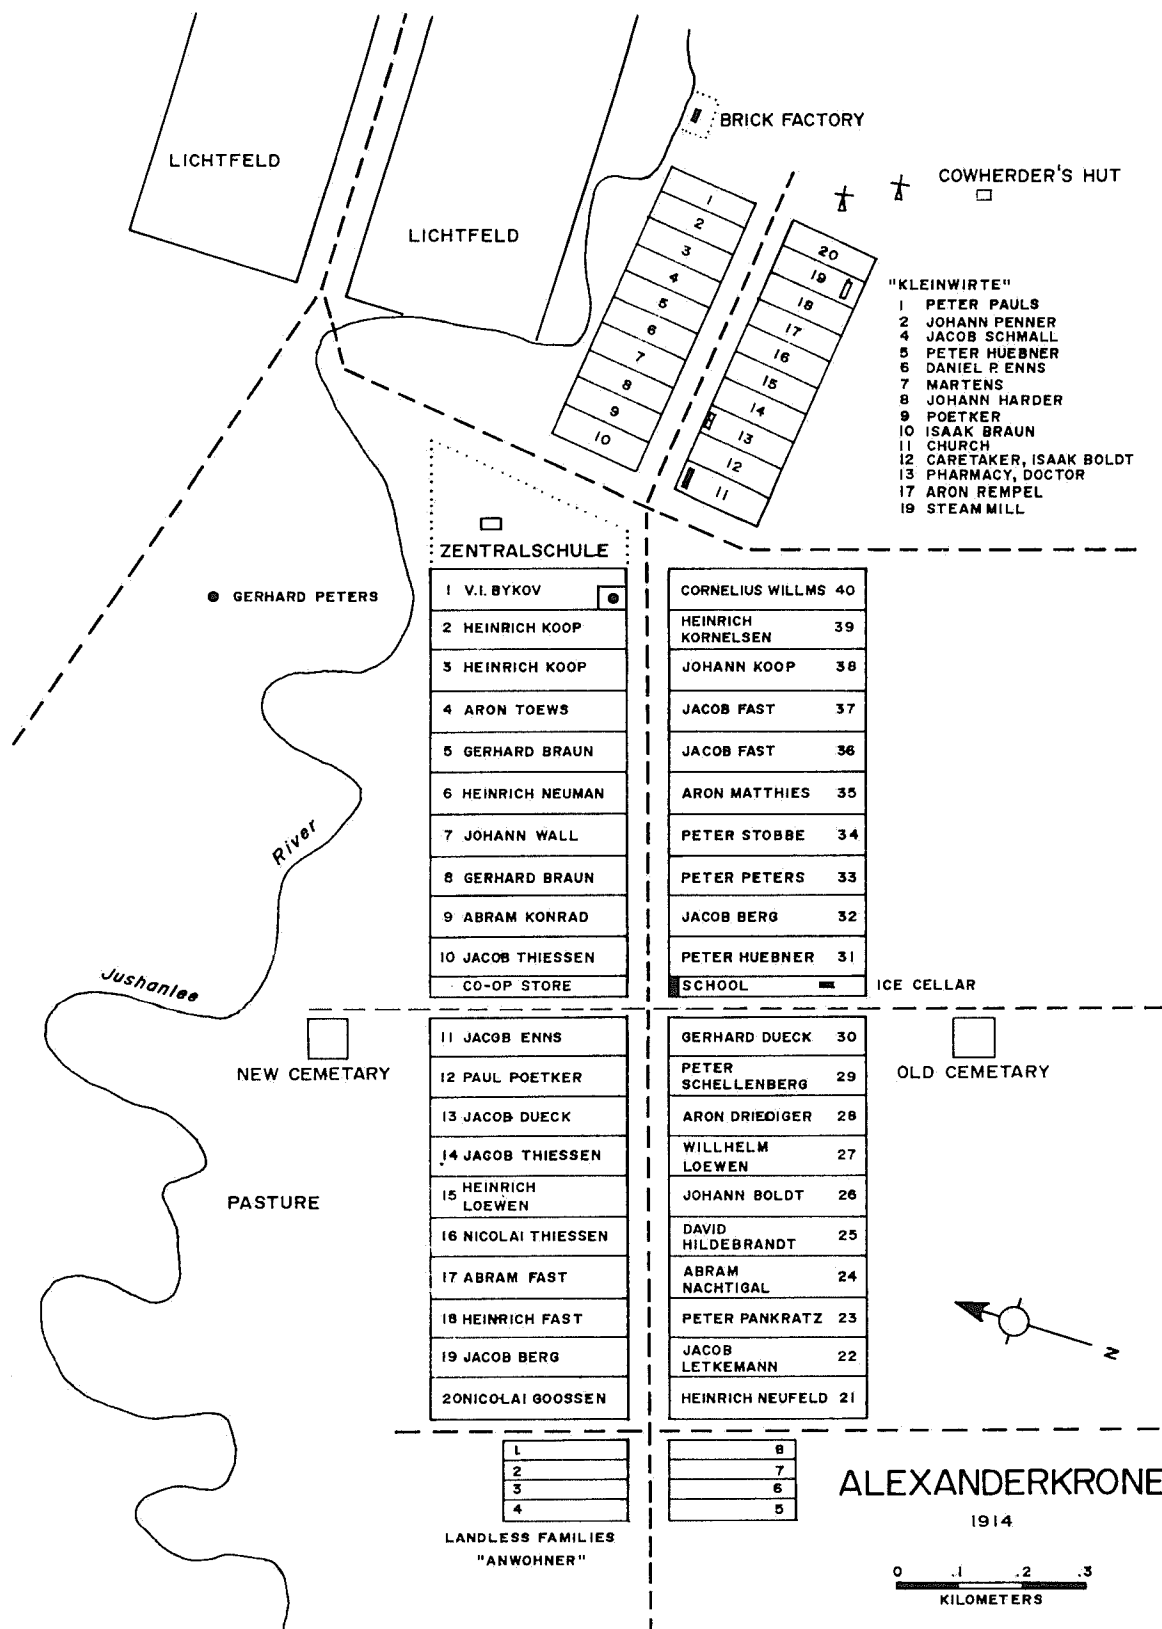 BRICK FACTORY
LICHTFELD
COWHERDER'S HUT
LICHTFELD
1
2
3
4
5
6
7
8
9
10
20
19
18
17
16
15
14
13
12
11
"KLEINWIRTE"
1 PETER PAULS
2 JOHANN PENNER
4 JACOB SCHMALL
5 PETER HUEBNER
6 DANIEL P. ENNS
7 MARTENS
8 JOHANN HARDER
9 POETKER
10 ISAAK BRAUN
11 CHURCH
12 CARETAKER, ISAAK BOLDT
13 PHARMACY, DOCTOR
17 ARON REMPEL
19 STEAM MILL
ZENTRALSCHULE
GERHARD PETERS
1 V.I. BYKOV
2 HEINRICH KOOP
3 HEINRICH KOOP
4 ARON TOEWS
5 GERHARD BRAUN
6 HEINRICH NEUMAN
7 JOHANN WALL
8 GERHARD BRAUN
9 ABRAM KONRAD
10 JACOB THIESSEN
CO-OP STORE
CORNELIUS WILLMS 40
HEINRICH
KORNELSEN 39
JOHANN KOOP 38
JACOB FAST 37
JACOB FAST 36
ARON MATTHIES 35
PETER STOBBE 34
PETER PETERS 33
JACOB BERG 32
PETER HUEBNER 31
SCHOOL
ICE CELLAR
River
Jushanlee
NEW CEMETARY
OLD CEMETARY
PASTURE
11 JACOB ENNS
12 PAUL POETKER
13 JACOB DUECK
14 JACOB THIESSEN
15 HEINRICH
LOEWEN
16 NICOLAI THIESSEN
17 ABRAM FAST
18 HEINRICH FAST
19 JACOB BERG
20 NICOLAI GOOSSEN
GERHARD DUECK 30
PETER
SCHELLENBERG 29
ARON DRIEDIGER 28
WILLHELM
LOEWEN 27
JOHANN BOLDT 26
DAVID
HILDEBRANDT 25
ABRAM
NACHTIGAL 24
PETER PANKRATZ 23
JACOB
LETKEMANN 22
HEINRICH NEUFELD 21
N
1
2
3
4
8
7
6
5
LANDLESS FAMILIES
"ANWOHNER"
ALEXANDERKRONE
1914
0 .1 .2 .3
KILOMETERS